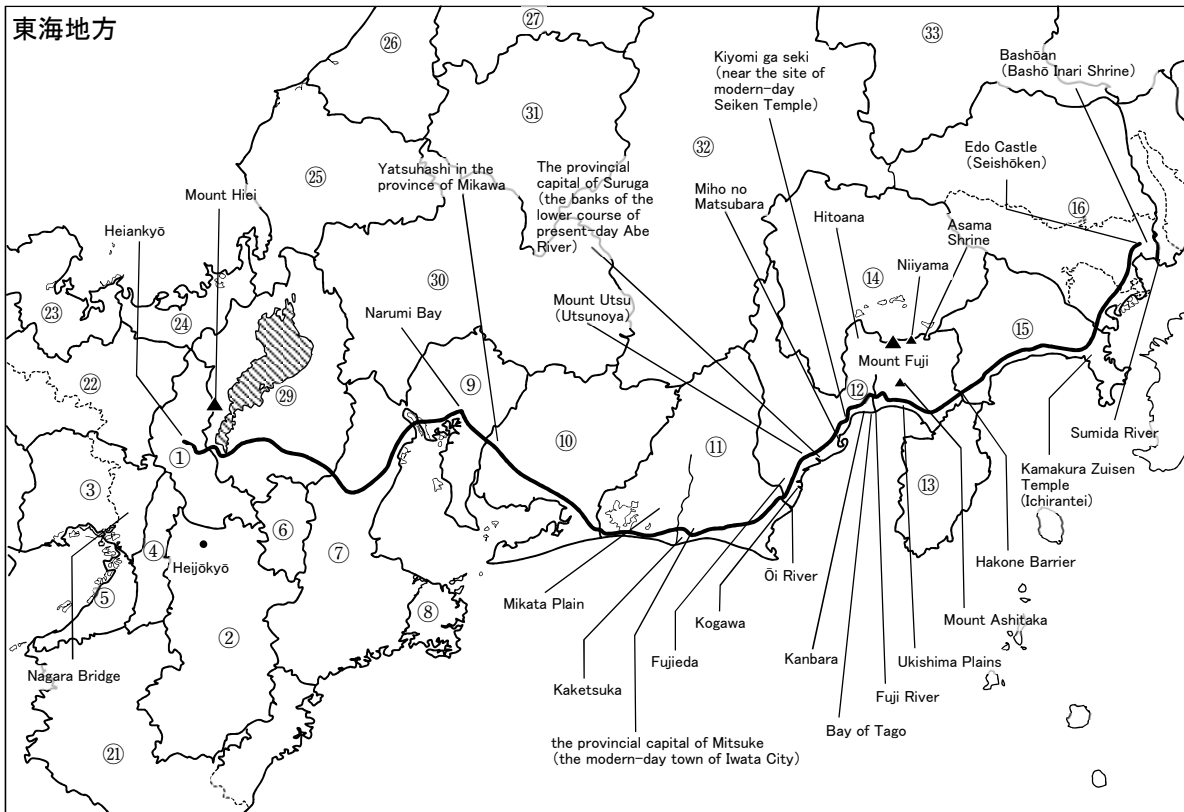 東海地方
㉖
㉗
㉝
Bashōan
(Bashō Inari Shrine)
Kiyomi ga seki
(near the site of
modern-day
Seiken Temple)
㉛
㉜
Edo Castle
(Seishōken)
The provincial
capital of Suruga
(the banks of the
lower course of
present-day Abe
River)
Yatsuhashi in the
province of Mikawa
㉕
Mount Hiei
Miho no
Matsubara
Hitoana
⑯
Asama
Shrine
Heiankyō
⑭
Niiyama
㉚
Mount Utsu
(Utsunoya)
Narumi Bay
㉓
㉔
⑮
Mount Fuji
㉒
㉙
⑨
⑫
⑩
⑪
Sumida River
①
③
⑬
Kamakura Zuisen
Temple
(Ichirantei)
⑥
④
Heijōkyō
⑦
Ōi River
Hakone Barrier
⑤
Mikata Plain
⑧
Kogawa
Mount Ashitaka
②
Nagara Bridge
Fujieda
Kanbara
Ukishima Plains
Kaketsuka
Fuji River
Bay of Tago
the provincial capital of Mitsuke
(the modern-day town of Iwata City)
㉑